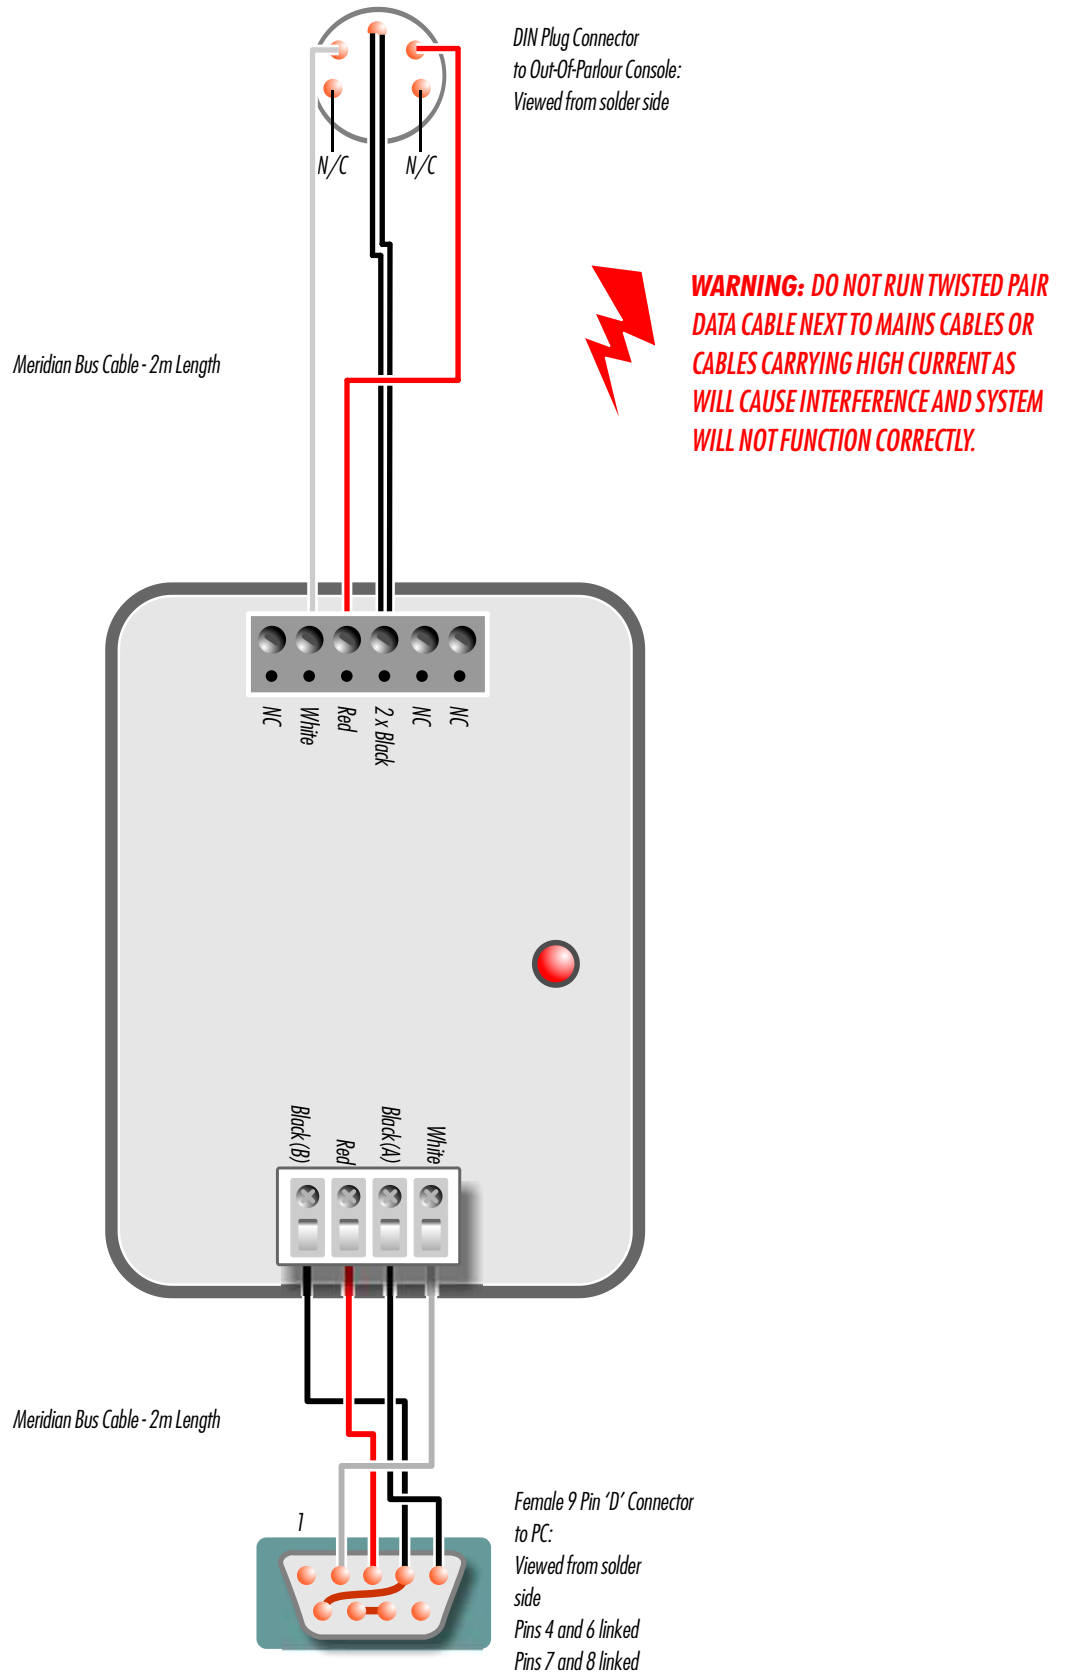 DIN Plug Connector
to Out-Of-Parlour Console:
Viewed from solder side
N/C
N/C
WARNING: DO NOT RUN TWISTED PAIR
DATA CABLE NEXT TO MAINS CABLES OR
CABLES CARRYING HIGH CURRENT AS
WILL CAUSE INTERFERENCE AND SYSTEM
WILL NOT FUNCTION CORRECTLY.
Meridian Bus Cable - 2m Length
NC
White
Red
2 x Black
NC
NC
Black (B)
Red
Black (A)
White
Meridian Bus Cable - 2m Length
1
Female 9 Pin ‘D’ Connector
to PC:
Viewed from solder
side
Pins 4 and 6 linked
Pins 7 and 8 linked